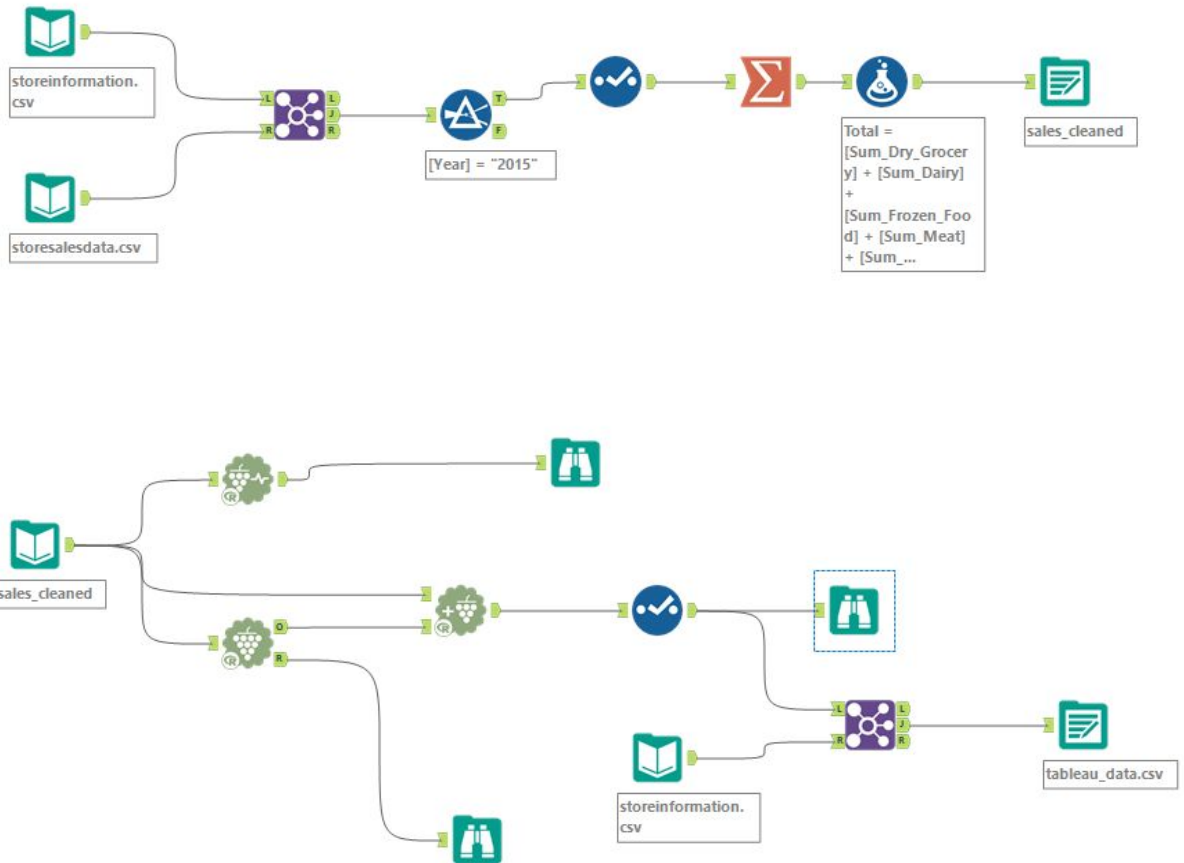 storeinformation.
csv
L
R
L
J
R
storesalesdata.csv
T
F
[Year] = "2015"
Total =
[Sum_Dry_Grocer
y] + [Sum_Dairy]
+
[Sum_Frozen_Foo
d] + [Sum_Meat]
+ [Sum_...
sales_cleaned
R
sales_cleaned
R
R
O
R
L
R
L
J
R
storeinformation.
csv
tableau_data.csv